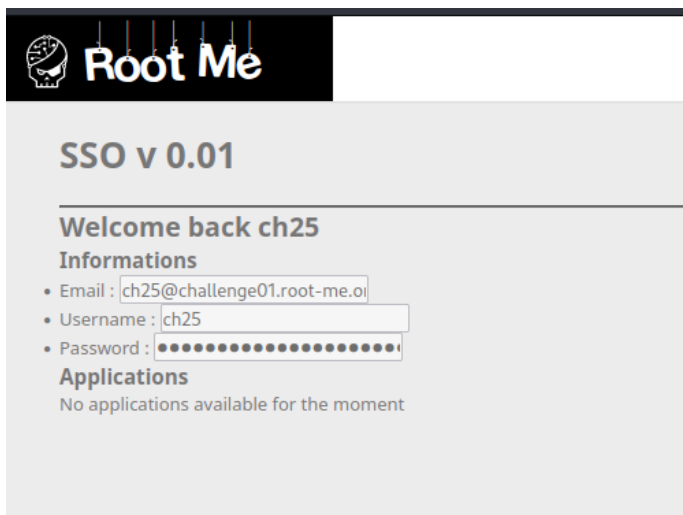 Root Me
SSO v 0.01
Welcome back ch25
Informations
• Email : ch25@challenge01.root-me.o
• Username : ch25
• Password : ●●●●●●●●●●●●●●●●●●●●●
Applications
No applications available for the moment